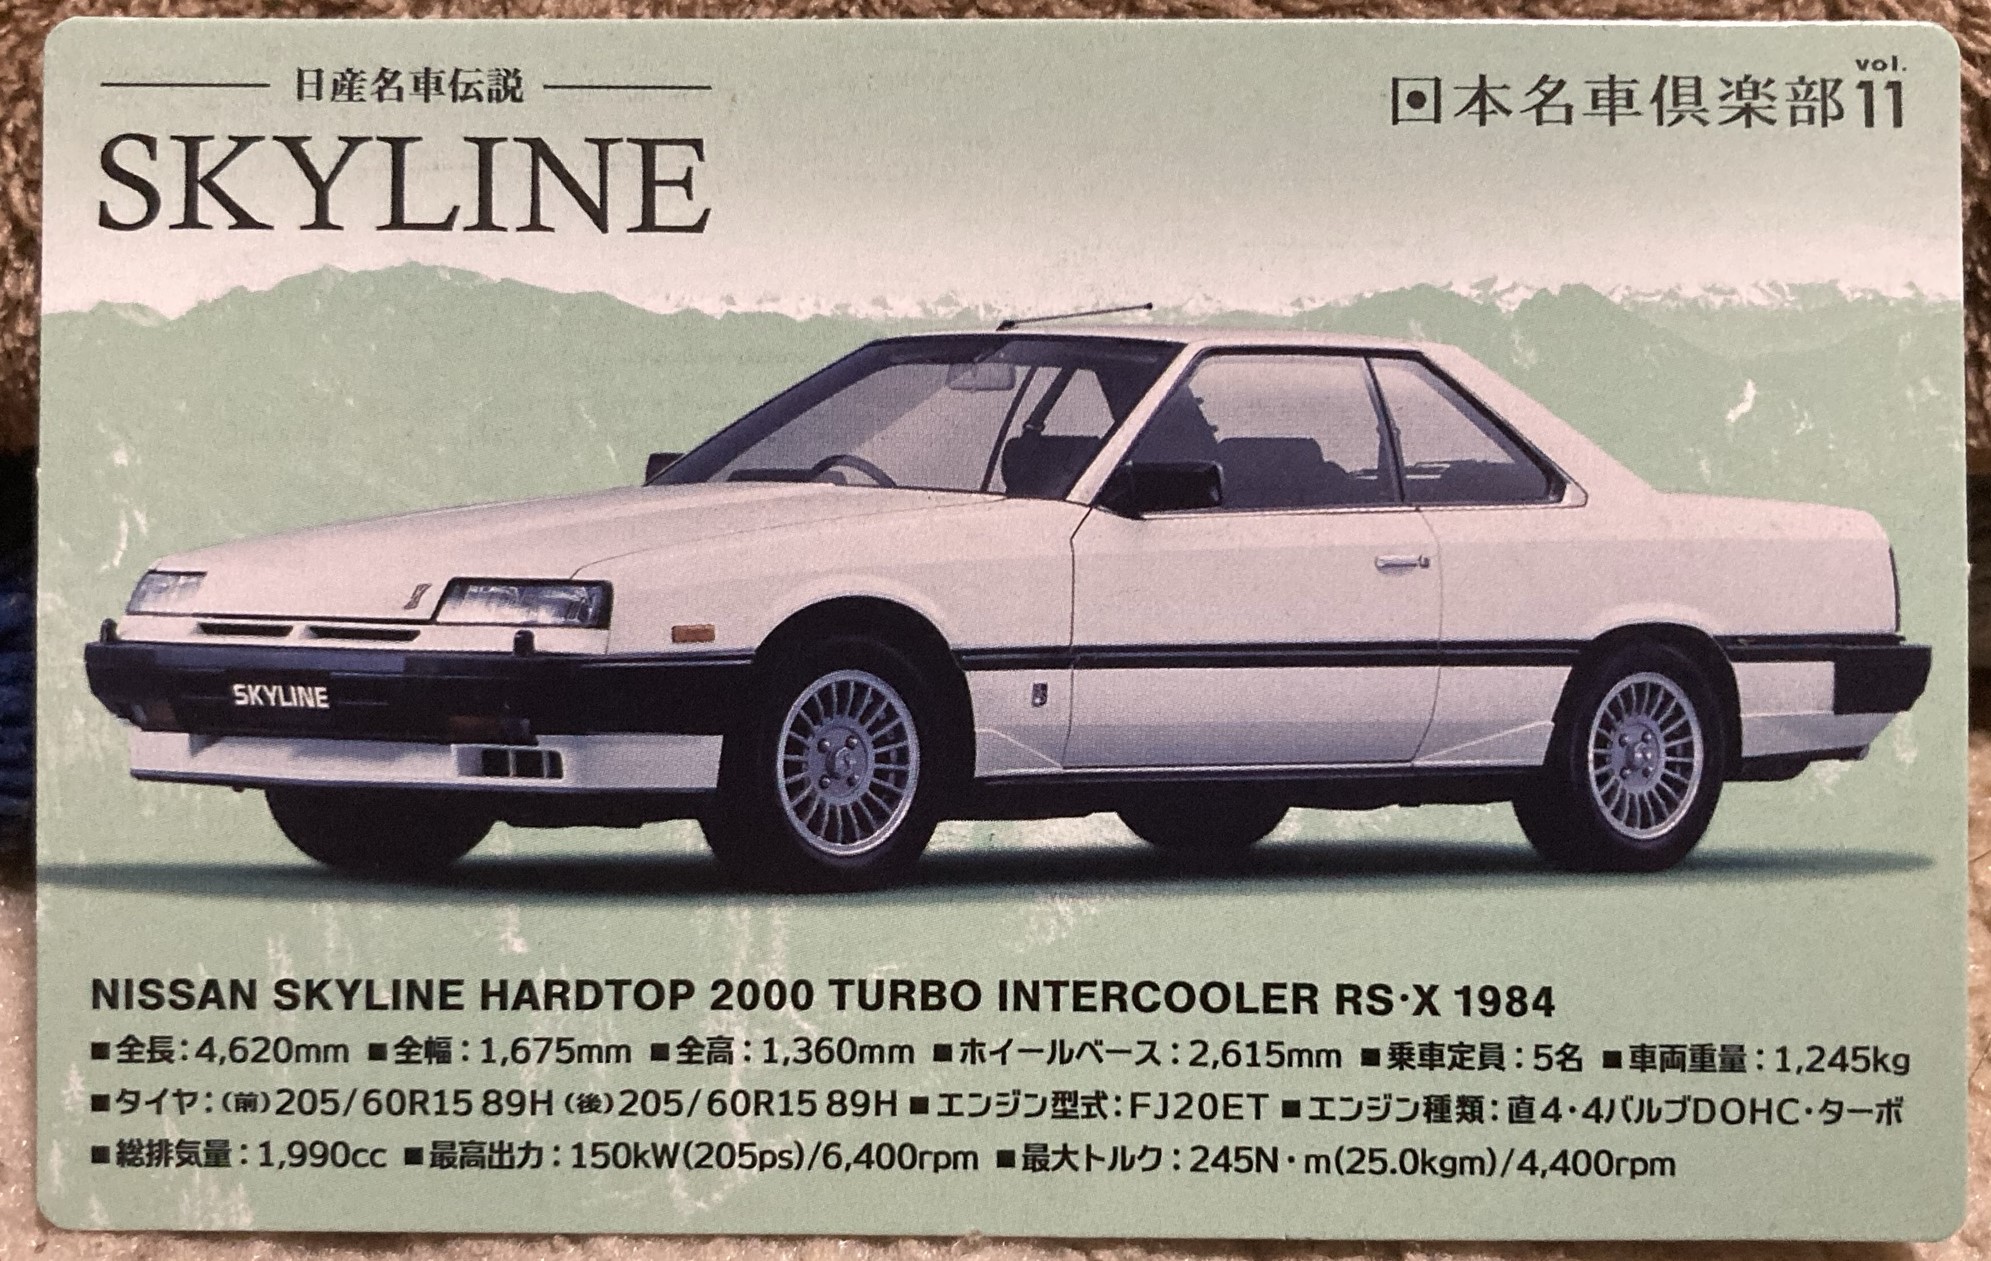 日産名車伝説
SKYLINE
日本名車倶楽部 vol. 11
SKYLINE
NISSAN SKYLINE HARDTOP 2000 TURBO INTERCOOLER RS·X 1984
■全長：4,620mm ■全幅：1,675mm ■全高：1,360mm ■ホイールベース：2,615mm ■乗車定員：5名 ■車両重量：1,245kg
■タイヤ：（前）205/60R15 89H（後）205/60R15 89H ■エンジン型式：FJ20ET ■エンジン種類：直4・4バルブDOHC・ターボ
■総排気量：1,990cc ■最高出力：150kW(205ps)/6,400rpm ■最大トルク：245N・m(25.0kgm)/4,400rpm